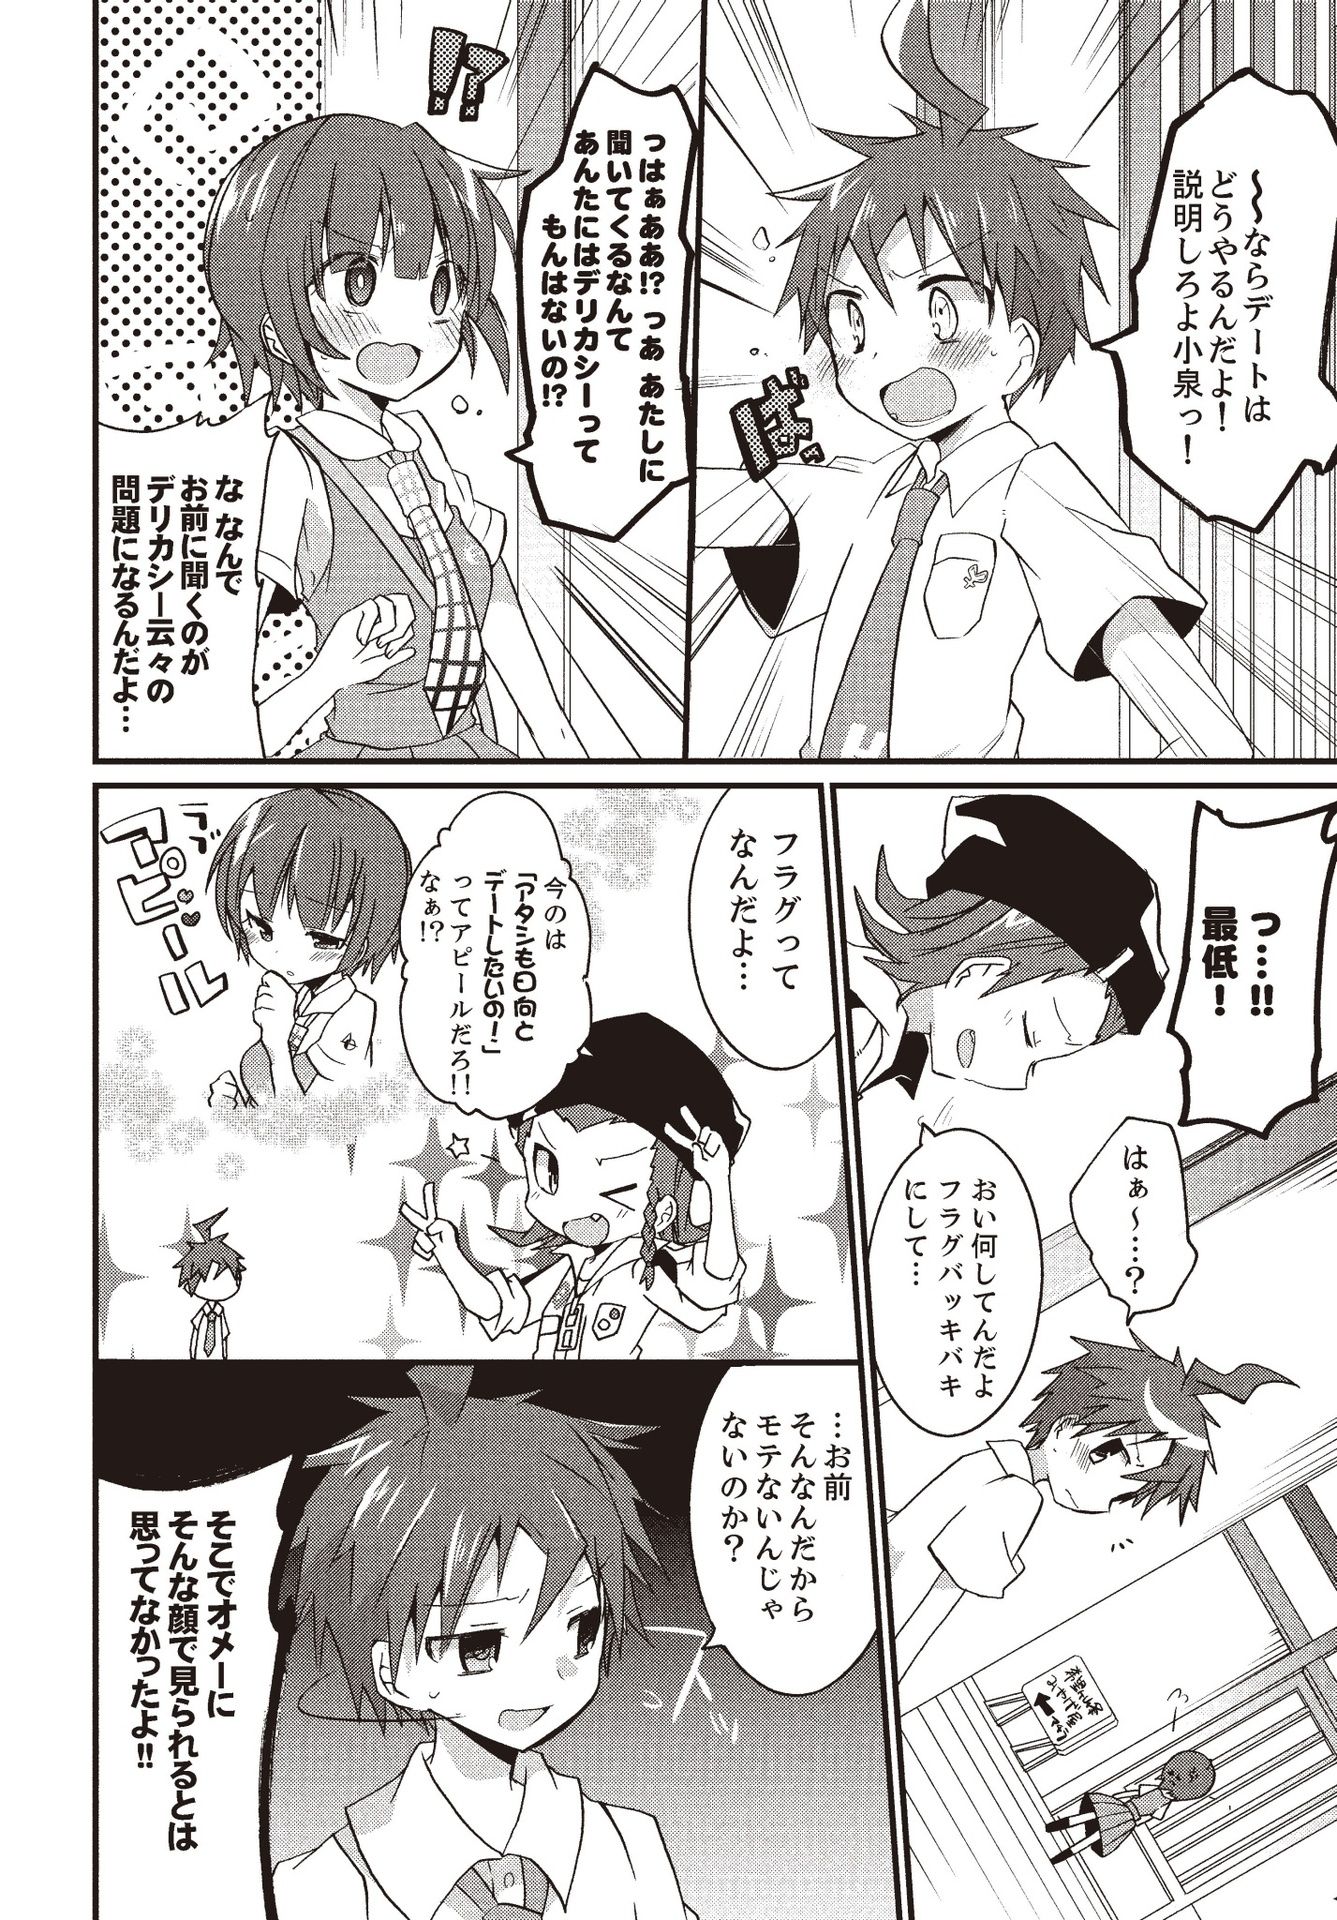 ～～ならデートは
どうやるんだよ！
説明しろよ小泉っ！
ばっ
!?
っはぁああ!? っあ あたしに
聞いてくるなんて
あんたにはデリカシーって
もんはないの!?
な なんで
お前に聞くのが
デリカシー云々の
問題になるんだよ…
っ…!!
最低！
はぁ～…？
おい何してんだよ
フラグバッキバキ
にして…
みやげ屋
フラグって
なんだよ…
今のは
「アタシも日向と
デートしたいの！」
ってアピールだろ!!
なぁ!?
ラブ
アピール
…お前
そんなんだから
モテないんじゃ
ないのか？
そこでオメーに
そんな顔で見られるとは
思ってなかったよ!!